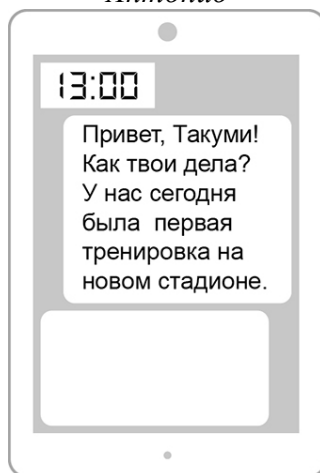 13:00
Привет, Такуми!
Как твои дела?
У нас сегодня
была первая
тренировка на
новом стадионе.